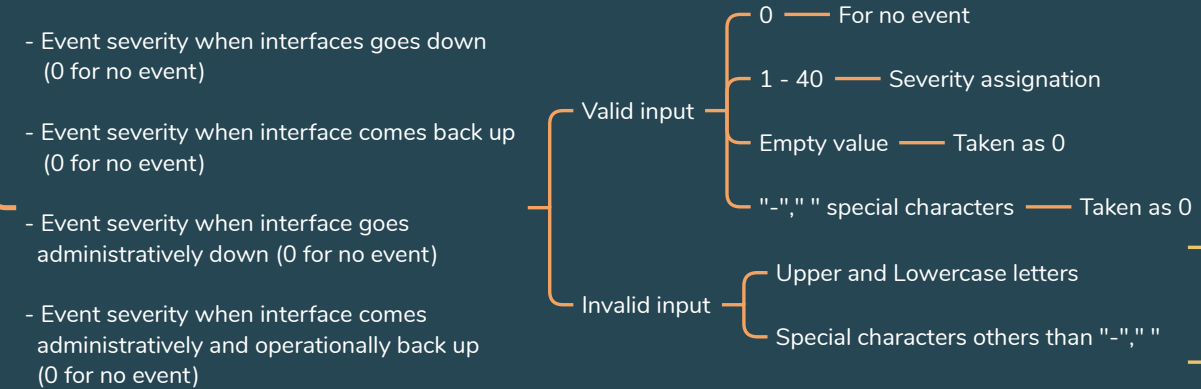 - Event severity when interfaces goes down
(0 for no event)
- Event severity when interface comes back up
(0 for no event)
- Event severity when interface goes
administratively down (0 for no event)
- Event severity when interface comes
administratively and operationally back up
(0 for no event)
Valid input
0
For no event
1 - 40
Severity assignation
Empty value
Taken as 0
"-"," " special characters
Taken as 0
Invalid input
Upper and Lowercase letters
Special characters others than "-"," "